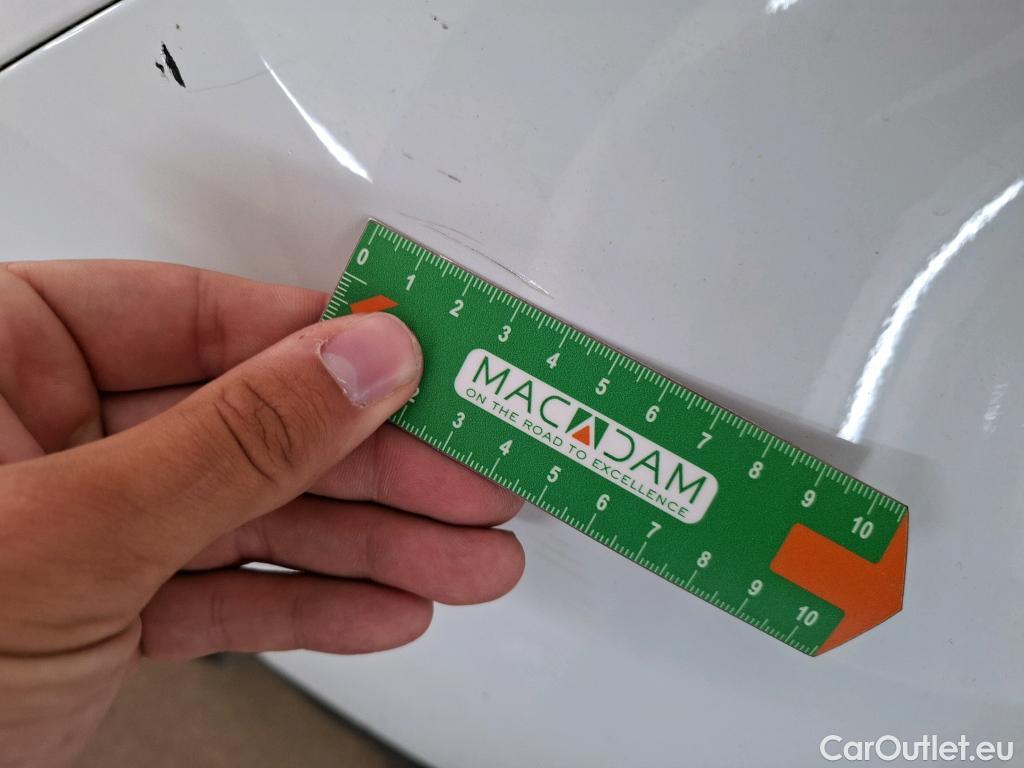 0 1 2 3 4 5 6 7 8 9 10
MACADAM
ON THE ROAD TO EXCELLENCE
2 3 4 5 6 7 8 9 10
CarOutlet.eu